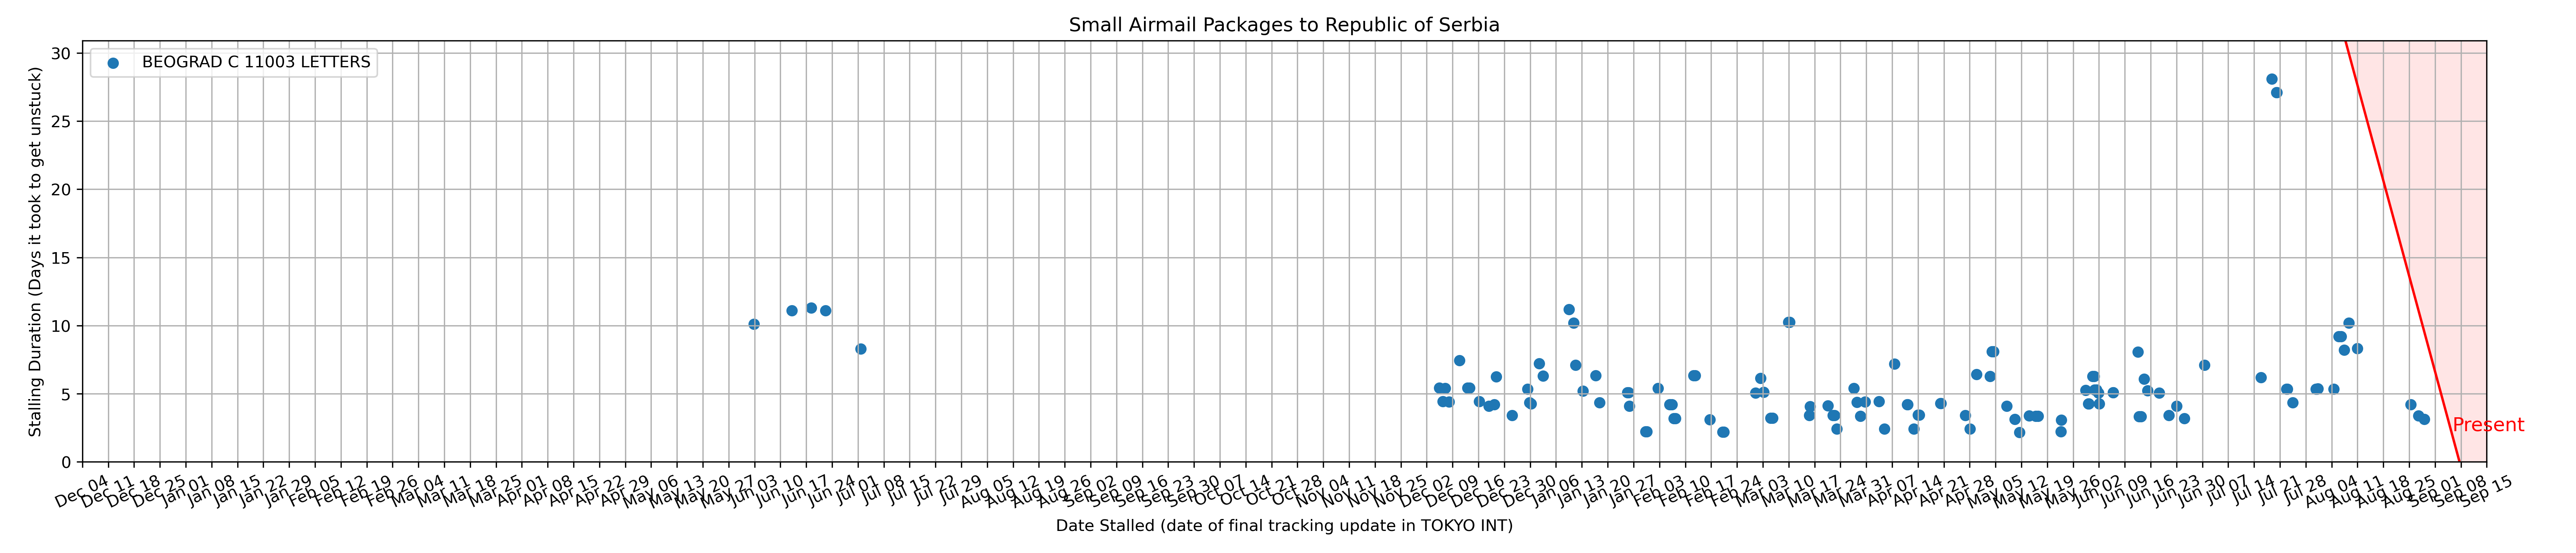 Small Airmail Packages to Republic of Serbia
BEOGRAD C 11003 LETTERS
Stalling Duration (Days it took to get unstuck)
30
25
20
15
10
5
0
Present
Dec 04 Dec 11 Dec 18 Dec 25 Jan 01 Jan 08 Jan 15 Jan 22 Jan 29 Feb 05 Feb 12 Feb 19 Feb 26 Mar 04 Mar 11 Mar 18 Mar 25 Apr 01 Apr 08 Apr 15 Apr 22 Apr 29 May 06 May 13 May 20 May 27 Jun 03 Jun 10 Jun 17 Jun 24 Jul 01 Jul 08 Jul 15 Jul 22 Jul 29 Aug 05 Aug 12 Aug 19 Aug 26 Sep 02 Sep 09 Sep 16 Sep 23 Sep 30 Oct 07 Oct 14 Oct 21 Oct 28 Nov 04 Nov 11 Nov 18 Nov 25 Dec 02 Dec 09 Dec 16 Dec 23 Dec 30 Jan 06 Jan 13 Jan 20 Jan 27 Feb 03 Feb 10 Feb 17 Feb 24 Mar 03 Mar 10 Mar 17 Mar 24 Mar 31 Apr 07 Apr 14 Apr 21 Apr 28 May 05 May 12 May 19 May 26 Jun 02 Jun 09 Jun 16 Jun 23 Jun 30 Jul 07 Jul 14 Jul 21 Jul 28 Aug 04 Aug 11 Aug 18 Aug 25 Sep 01 Sep 08 Sep 15
Date Stalled (date of final tracking update in TOKYO INT)